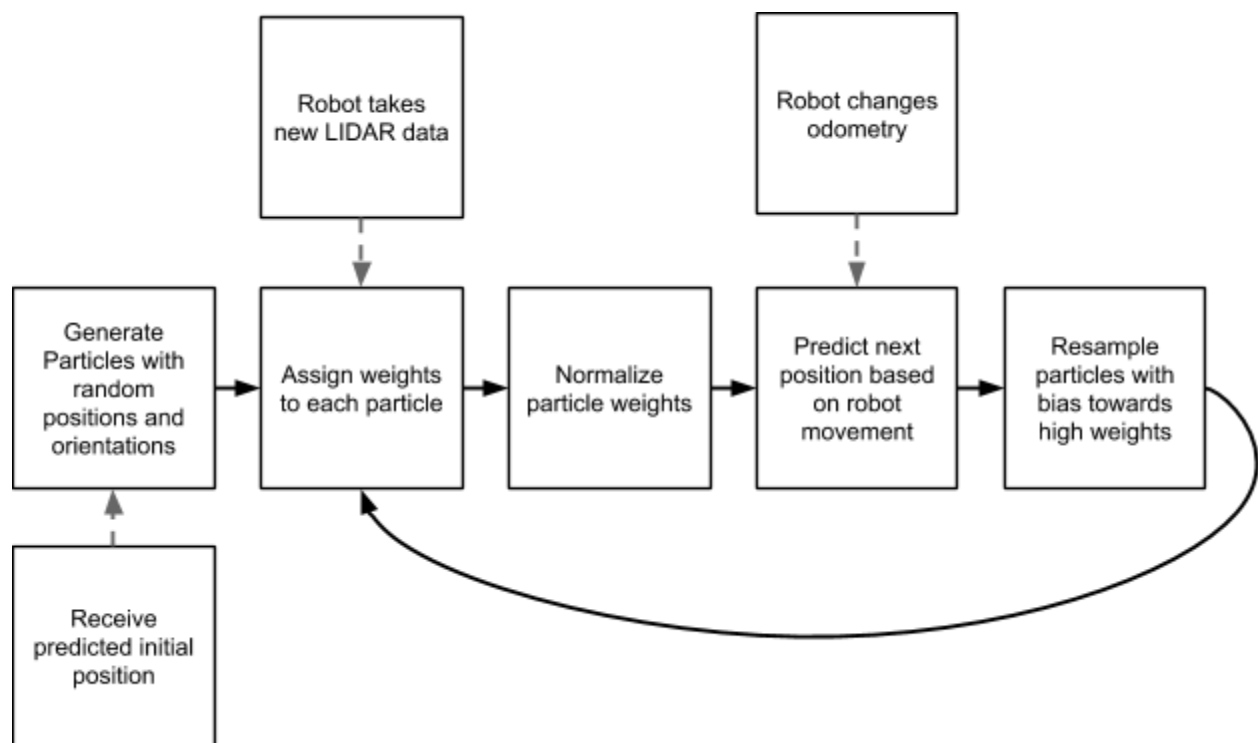 Robot takes
new LIDAR data
Robot changes
odometry
Generate
Particles with
random
positions and
orientations
Assign weights
to each particle
Normalize
particle weights
Predict next
position based
on robot
movement
Resample
particles with
bias towards
high weights
Receive
predicted initial
position